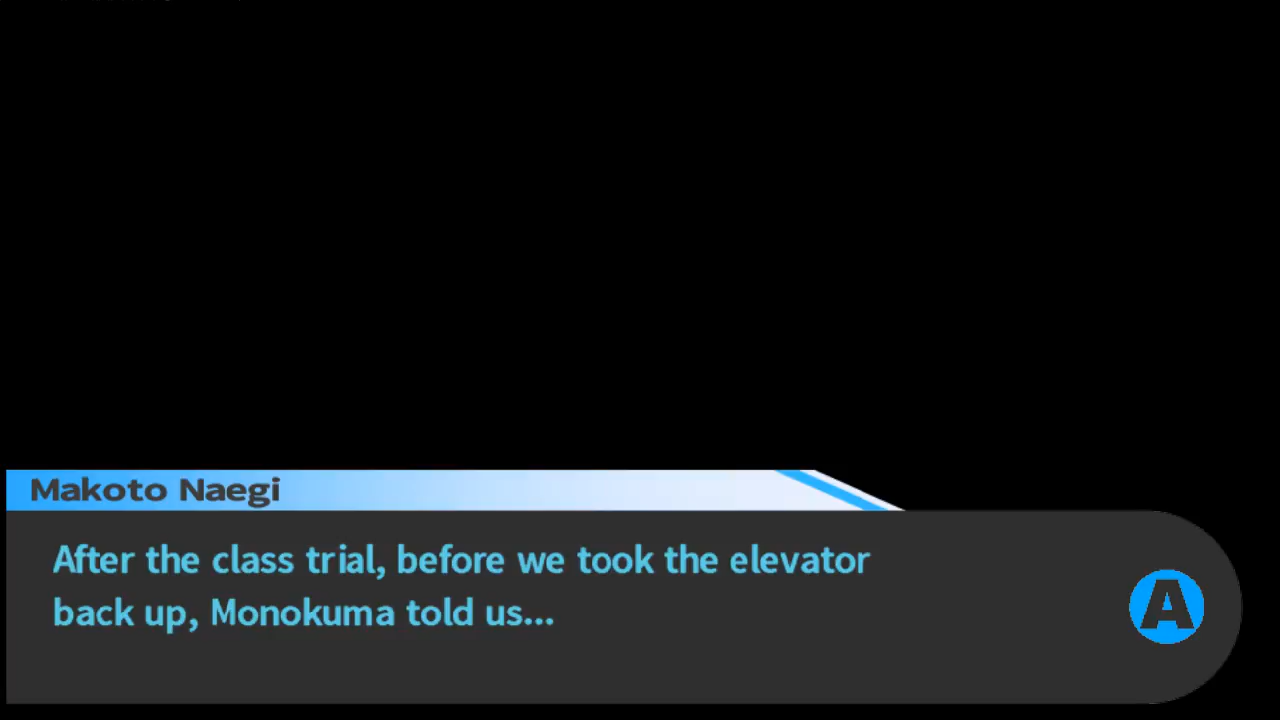 Makoto Naegi
After the class trial, before we took the elevator
back up, Monokuma told us...
A